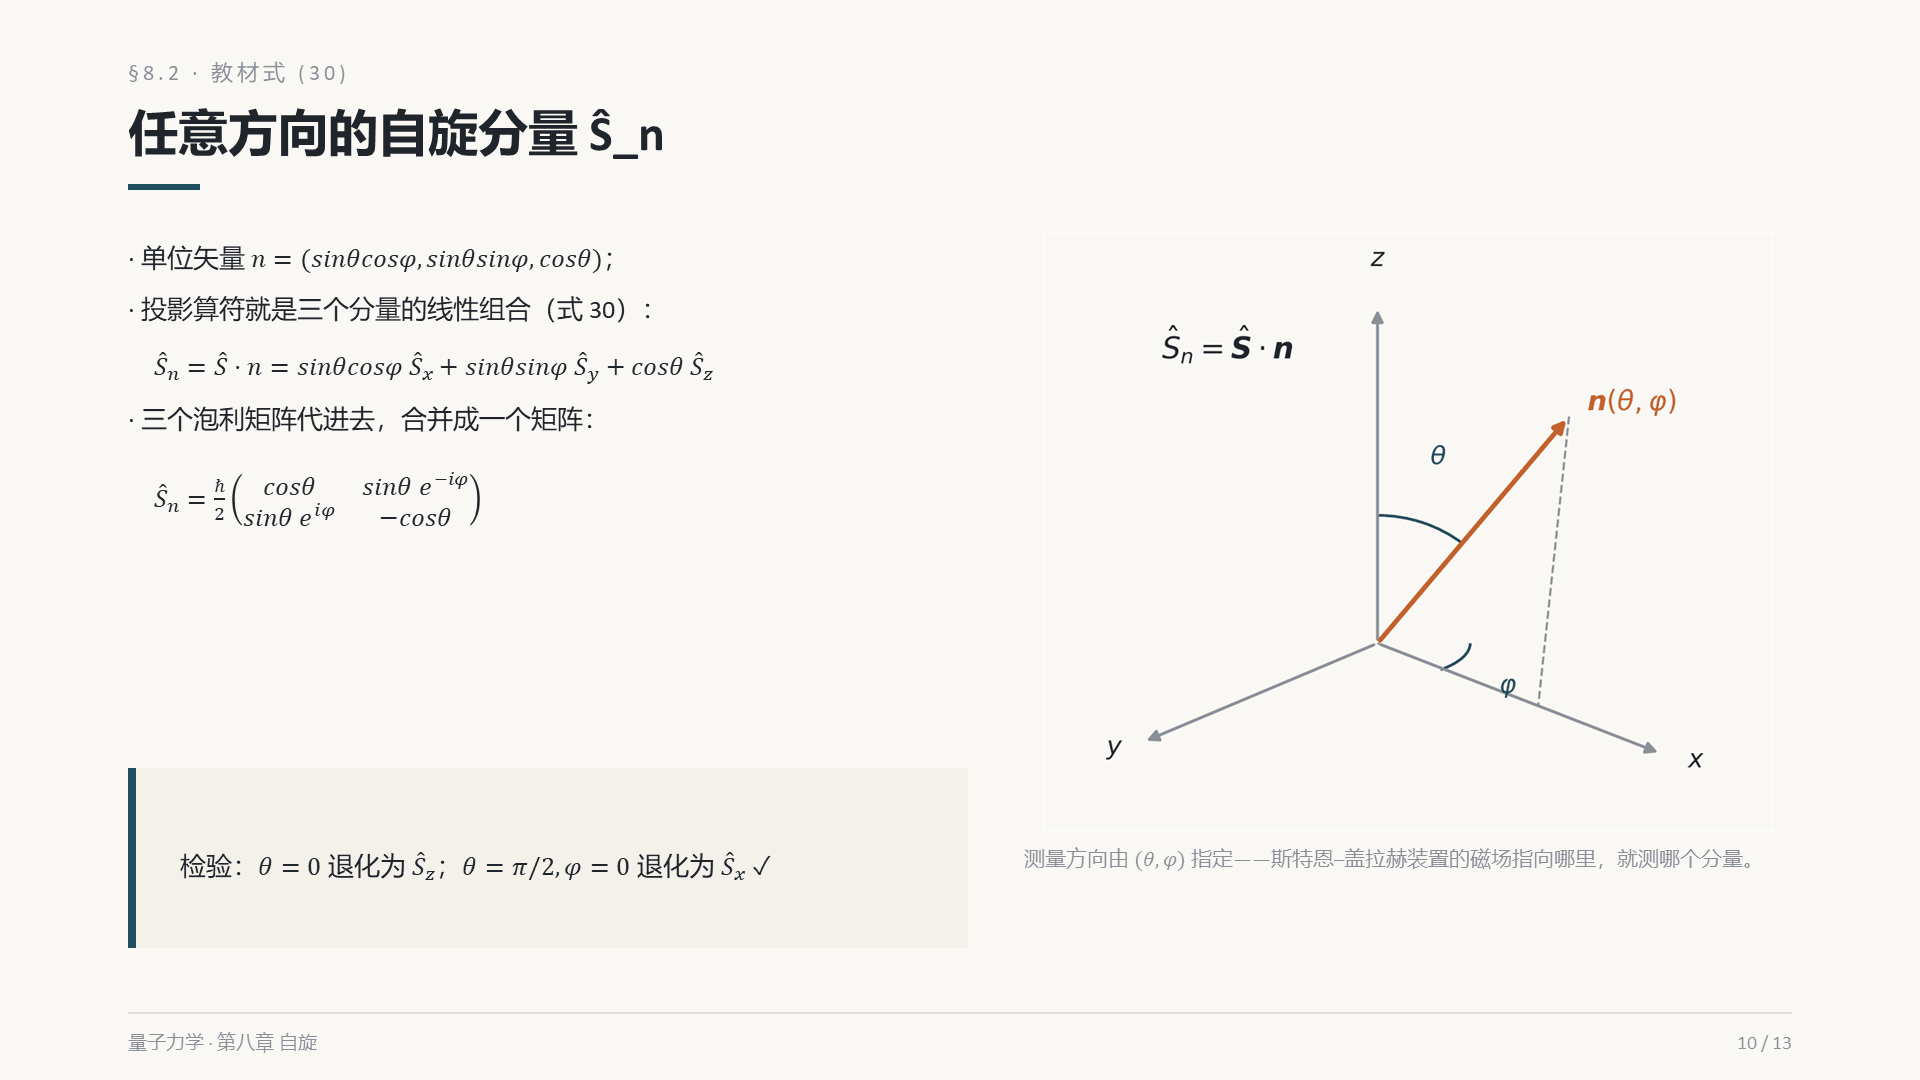 §8.2 · 教材式 (30)
任意方向的自旋分量 Ŝ_n
· 单位矢量 n = (sinθcosφ, sinθsinφ, cosθ)；
· 投影算符就是三个分量的线性组合（式 30）：
Ŝₙ = Ŝ · n = sinθcosφ Ŝₓ + sinθsinφ Ŝ_y + cosθ Ŝ_z
· 三个泡利矩阵代进去，合并成一个矩阵：
Ŝₙ = ħ/2 ( cosθ  sinθ e^{−iφ}
sinθ e^{iφ}  −cosθ )
检验：θ = 0 退化为 Ŝ_z；θ = π/2, φ = 0 退化为 Ŝₓ ✓
z
Ŝₙ = Ŝ · n
n(θ, φ)
θ
φ
y
x
测量方向由 (θ, φ) 指定——斯特恩–盖拉赫装置的磁场指向哪里，就测哪个分量。
量子力学 · 第八章 自旋
10 / 13